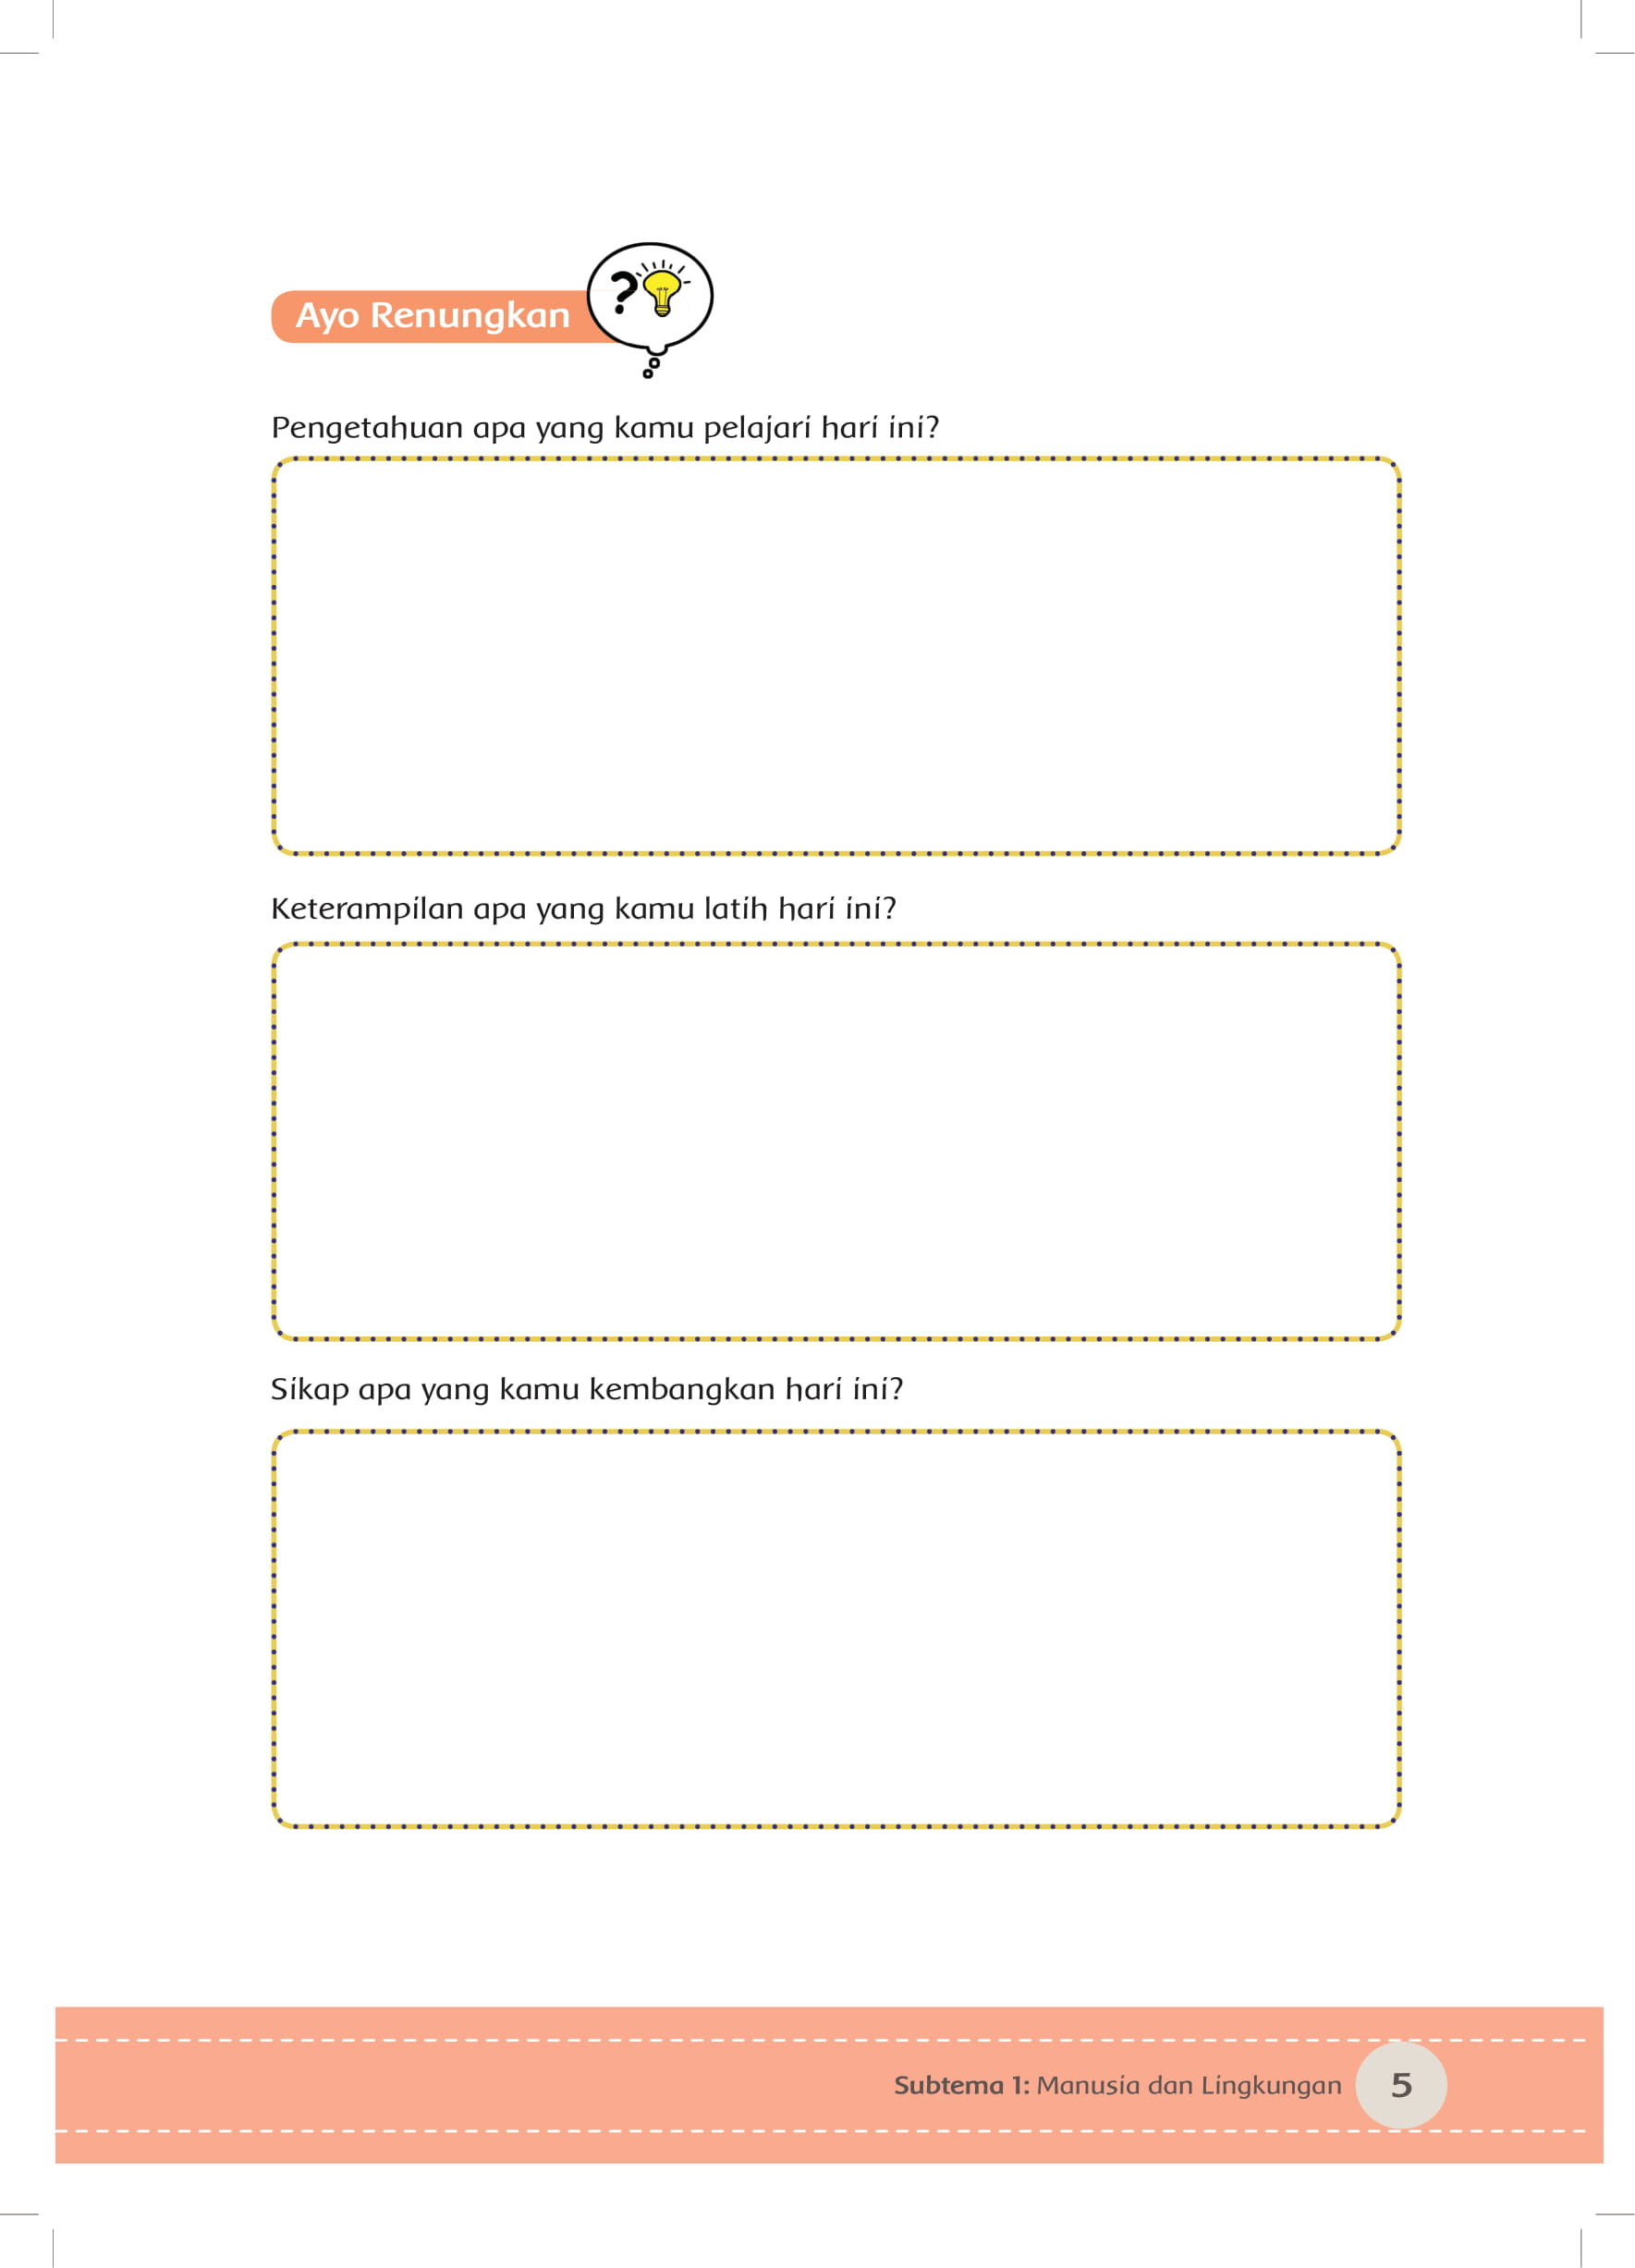 Ayo Renungkan
Pengetahuan apa yang kamu pelajari hari ini?
Keterampilan apa yang kamu latih hari ini?
Sikap apa yang kamu kembangkan hari ini?
Subtema 1: Manusia dan Lingkungan 5